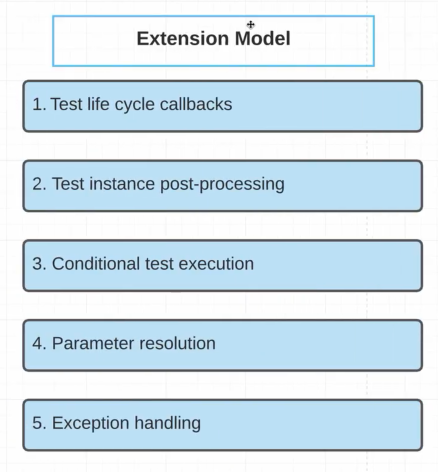 Extension Model
1. Test life cycle callbacks
2. Test instance post-processing
3. Conditional test execution
4. Parameter resolution
5. Exception handling